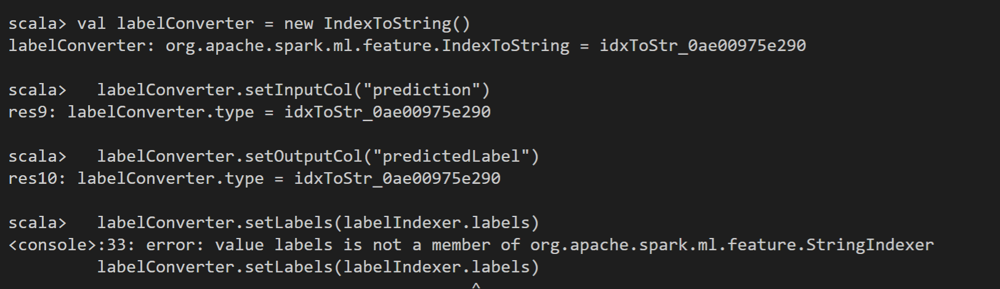 scala> val labelConverter = new IndexToString()
labelConverter: org.apache.spark.ml.feature.IndexToString = idxToStr_0ae00975e290
scala>   labelConverter.setInputCol("prediction")
res9: labelConverter.type = idxToStr_0ae00975e290
scala>   labelConverter.setOutputCol("predictedLabel")
res10: labelConverter.type = idxToStr_0ae00975e290
scala>   labelConverter.setLabels(labelIndexer.labels)
<console>:33: error: value labels is not a member of org.apache.spark.ml.feature.StringIndexer
         labelConverter.setLabels(labelIndexer.labels)
                                               ^